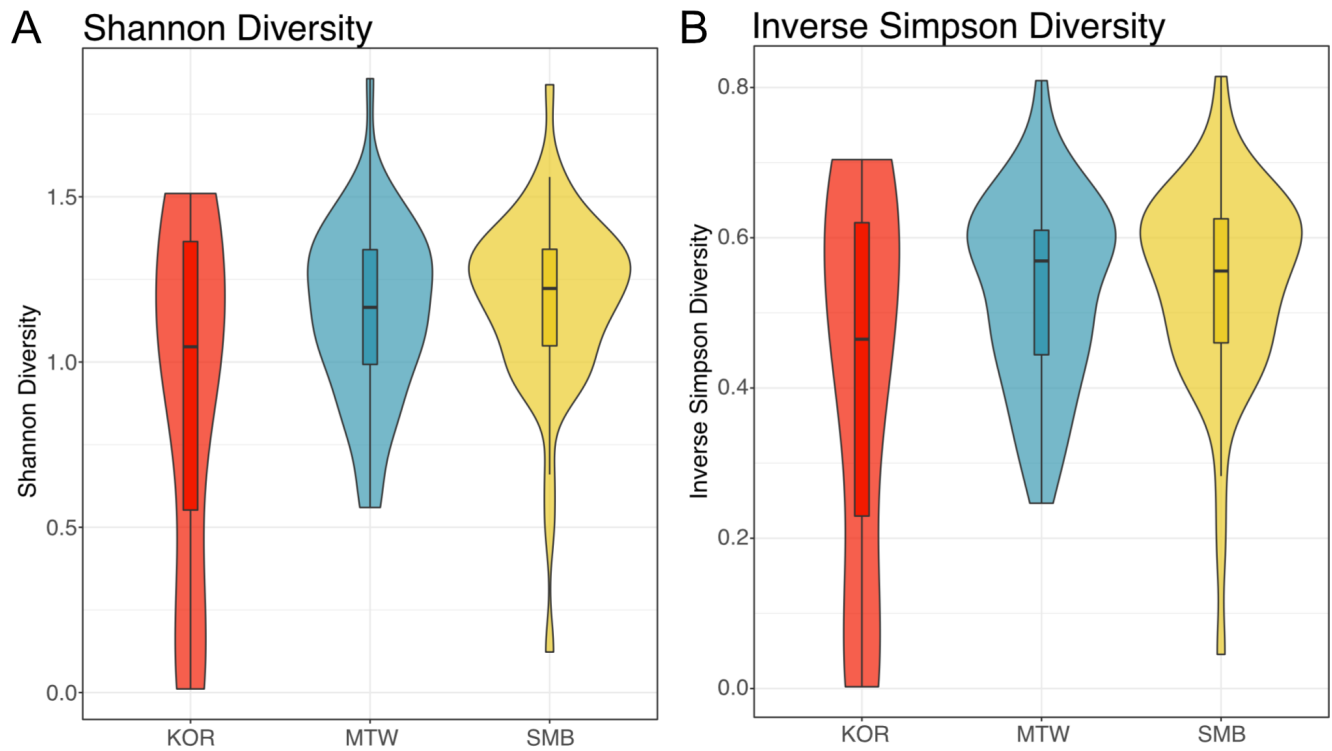 A Shannon Diversity
Shannon Diversity
1.5
1.0
0.5
0.0
KOR MTW SMB
B Inverse Simpson Diversity
Inverse Simpson Diversity
0.8
0.6
0.4
0.2
0.0
KOR MTW SMB